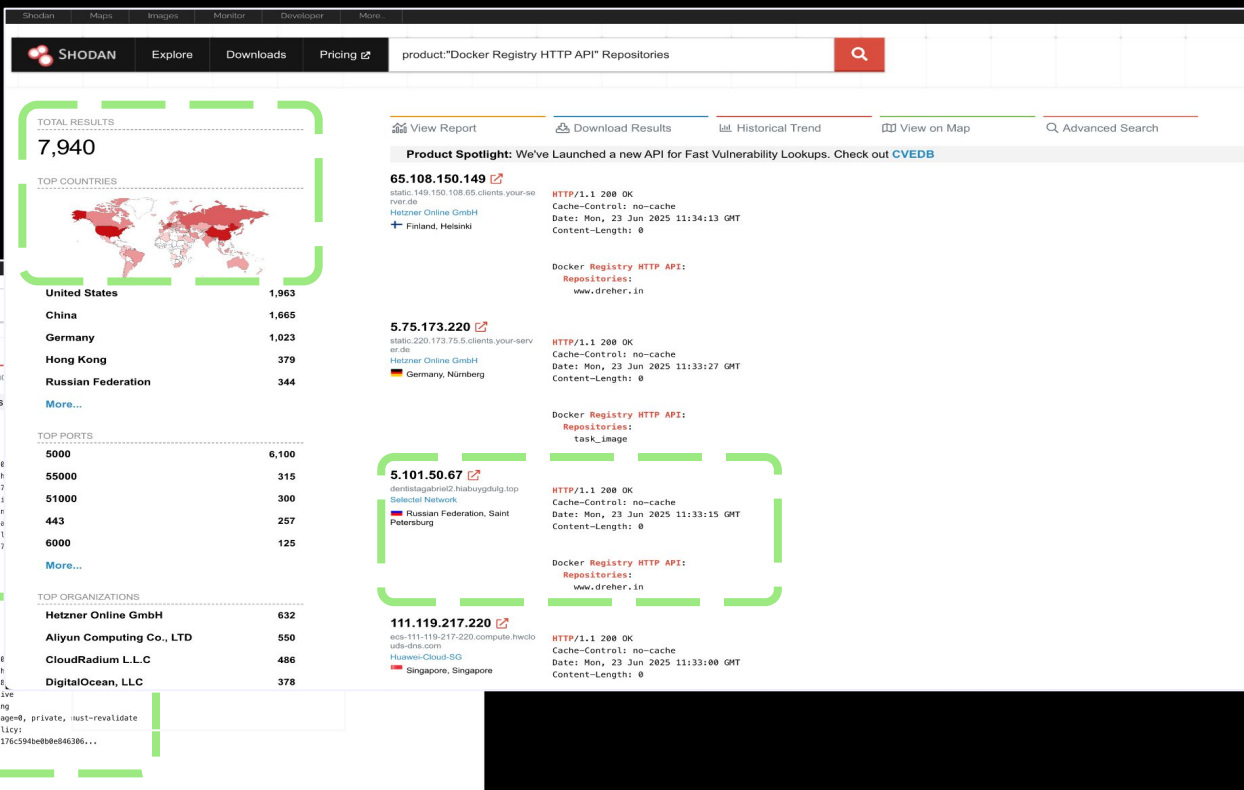 Shodan Maps Images Monitor Developer More...
SHODAN Explore Downloads Pricing product:"Docker Registry HTTP API" Repositories
TOTAL RESULTS
7,940
TOP COUNTRIES
United States 1,963
China 1,665
Germany 1,023
Hong Kong 379
Russian Federation 344
More...
TOP PORTS
5000 6,100
55000 315
51000 300
443 257
6000 125
More...
TOP ORGANIZATIONS
Hetzner Online GmbH 632
Aliyun Computing Co., LTD 550
CloudRadium L.L.C 486
DigitalOcean, LLC 378
View Report Download Results Historical Trend View on Map Advanced Search
Product Spotlight: We've Launched a new API for Fast Vulnerability Lookups. Check out CVEDB
65.108.150.149
static.149.150.108.65.clients.your-se
rver.de
Hetzner Online GmbH
Finland, Helsinki
HTTP/1.1 200 OK
Cache-Control: no-cache
Date: Mon, 23 Jun 2025 11:34:13 GMT
Content-Length: 0
Docker Registry HTTP API:
Repositories:
www.dreher.in
5.75.173.220
static.220.173.75.5.clients.your-serv
er.de
Hetzner Online GmbH
Germany, Nürnberg
HTTP/1.1 200 OK
Cache-Control: no-cache
Date: Mon, 23 Jun 2025 11:33:27 GMT
Content-Length: 0
Docker Registry HTTP API:
Repositories:
task_image
5.101.50.67
dentistagabriel2.hlabuygdulg.top
Selectel Network
Russian Federation, Saint
Petersburg
HTTP/1.1 200 OK
Cache-Control: no-cache
Date: Mon, 23 Jun 2025 11:33:15 GMT
Content-Length: 0
Docker Registry HTTP API:
Repositories:
www.dreher.in
111.119.217.220
ecs-111-119-217-220.compute.hwclo
uds-dns.com
Huawei-Cloud-SG
Singapore, Singapore
HTTP/1.1 200 OK
Cache-Control: no-cache
Date: Mon, 23 Jun 2025 11:33:00 GMT
Content-Length: 0
ive
ng
age=0, private, must-revalidate
licy:
176c594be0b0e846306...